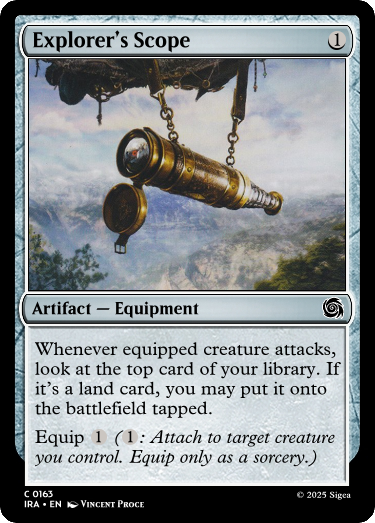 Explorer's Scope 1
Artifact — Equipment
Whenever equipped creature attacks,
look at the top card of your library. If
it's a land card, you may put it onto
the battlefield tapped.
Equip 1 (1: Attach to target creature
you control. Equip only as a sorcery.)
C 0163
IRA • EN Vincent Proce
© 2025 Sigea